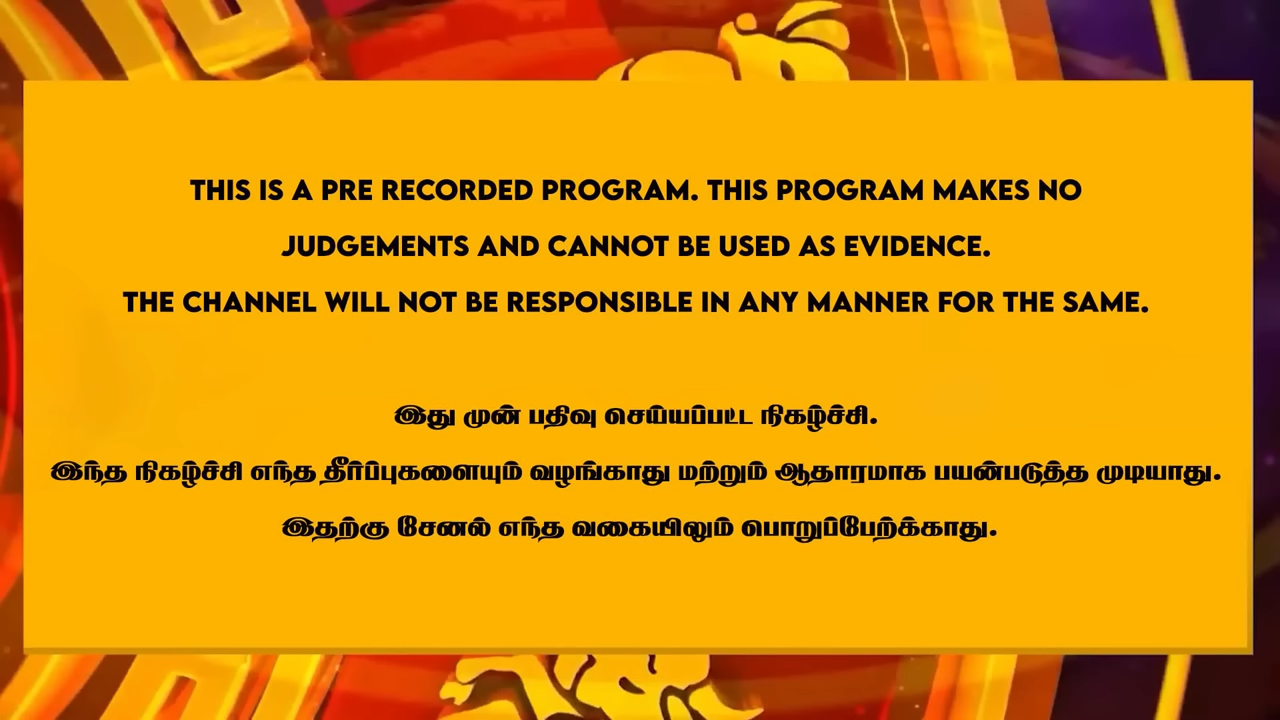 THIS IS A PRE RECORDED PROGRAM. THIS PROGRAM MAKES NO
JUDGEMENTS AND CANNOT BE USED AS EVIDENCE.
THE CHANNEL WILL NOT BE RESPONSIBLE IN ANY MANNER FOR THE SAME.
இது முன் பதிவு செய்யப்பட்ட நிகழ்ச்சி.
இந்த நிகழ்ச்சி எந்த தீர்ப்புகளையும் வழங்காது மற்றும் ஆதாரமாக பயன்படுத்த முடியாது.
இதற்கு சேனல் எந்த வகையிலும் பொறுப்பேற்க்காது.